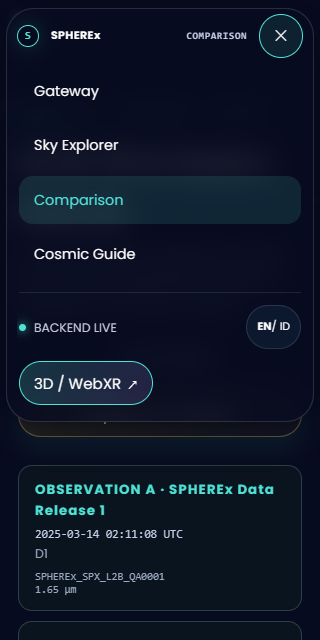 S SPHEREx COMPARISON ×
Gateway
Sky Explorer
Comparison
Cosmic Guide
BACKEND LIVE EN/ ID
3D / WebXR ↗
OBSERVATION A · SPHEREx Data
Release 1
2025-03-14 02:11:08 UTC
D1
SPHEREx_SPX_L2B_QA0001
1.65 µm